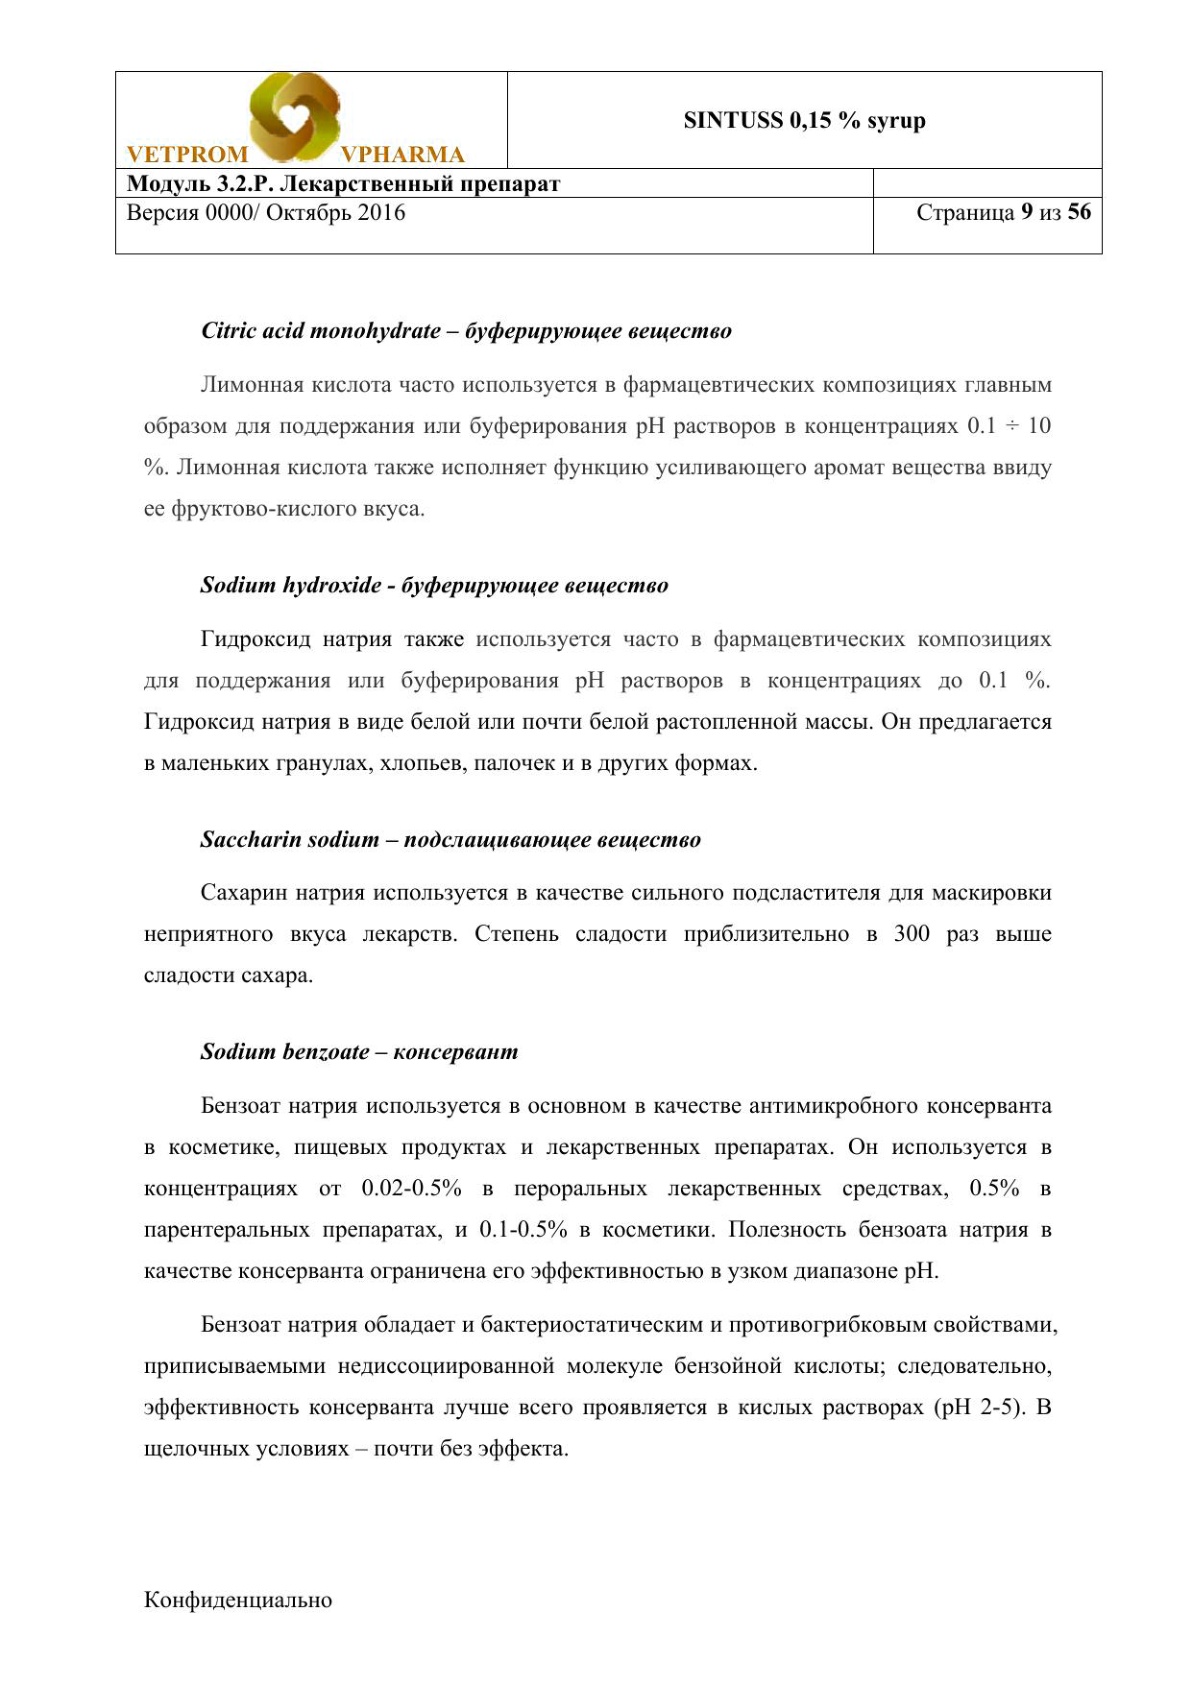 VETPROM VPHARMA
SINTUSS 0,15 % syrup
Модуль 3.2.Р. Лекарственный препарат
Версия 0000/ Октябрь 2016
Страница 9 из 56
Citric acid monohydrate – буферирующее вещество
Лимонная кислота часто используется в фармацевтических композициях главным
образом для поддержания или буферирования pH растворов в концентрациях 0.1 ÷ 10
%. Лимонная кислота также исполняет функцию усиливающего аромат вещества ввиду
ее фруктово-кислого вкуса.
Sodium hydroxide - буферирующее вещество
Гидроксид натрия также используется часто в фармацевтических композициях
для поддержания или буферирования pH растворов в концентрациях до 0.1 %.
Гидроксид натрия в виде белой или почти белой растопленной массы. Он предлагается
в маленьких гранулах, хлопьев, палочек и в других формах.
Saccharin sodium – подслащивающее вещество
Сахарин натрия используется в качестве сильного подсластителя для маскировки
неприятного вкуса лекарств. Степень сладости приблизительно в 300 раз выше
сладости сахара.
Sodium benzoate – консервант
Бензоат натрия используется в основном в качестве антимикробного консерванта
в косметике, пищевых продуктах и лекарственных препаратах. Он используется в
концентрациях от 0.02-0.5% в пероральных лекарственных средствах, 0.5% в
парентеральных препаратах, и 0.1-0.5% в косметики. Полезность бензоата натрия в
качестве консерванта ограничена его эффективностью в узком диапазоне pH.
Бензоат натрия обладает и бактериостатическим и противогрибковым свойствами,
приписываемыми недиссоциированной молекуле бензойной кислоты; следовательно,
эффективность консерванта лучше всего проявляется в кислых растворах (pH 2-5). В
щелочных условиях – почти без эффекта.
Конфиденциально